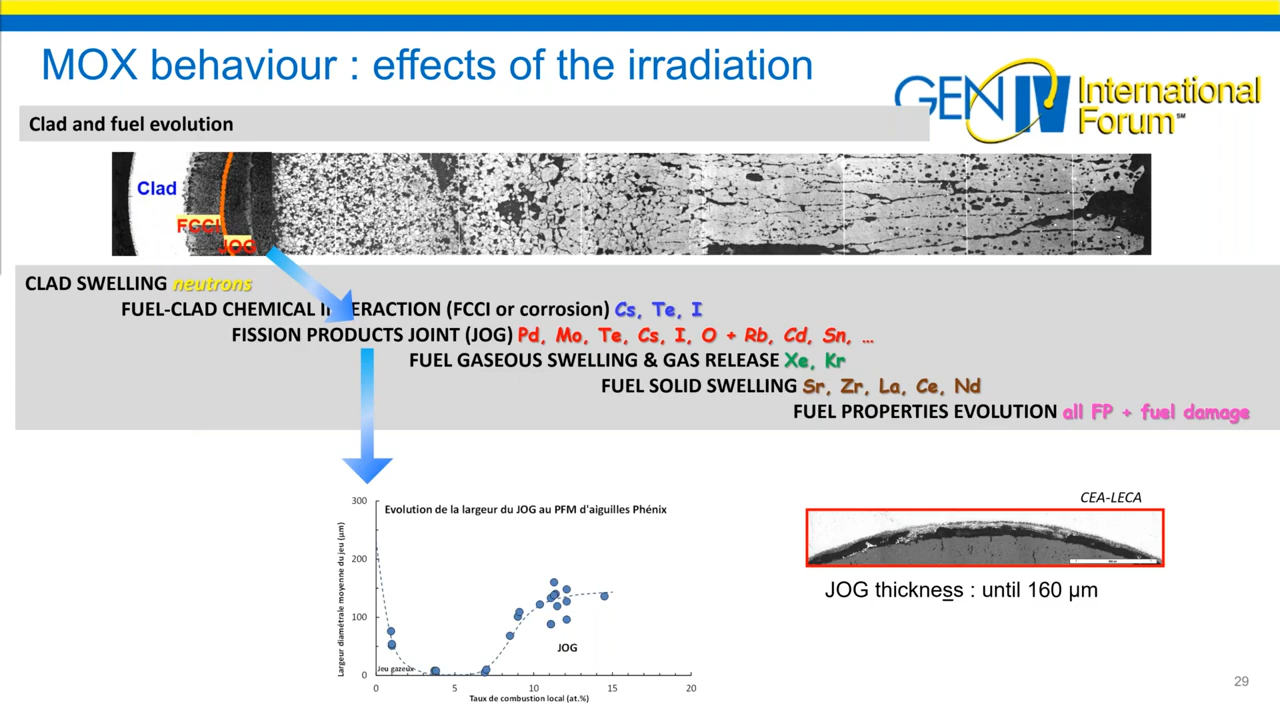 MOX behaviour : effects of the irradiation
GEN IV International
Forum℠
Clad and fuel evolution
Clad
FCCI
JOG
CLAD SWELLING neutrons
FUEL-CLAD CHEMICAL INTERACTION (FCCI or corrosion) Cs, Te, I
FISSION PRODUCTS JOINT (JOG) Pd, Mo, Te, Cs, I, O + Rb, Cd, Sn, …
FUEL GASEOUS SWELLING & GAS RELEASE Xe, Kr
FUEL SOLID SWELLING Sr, Zr, La, Ce, Nd
FUEL PROPERTIES EVOLUTION all FP + fuel damage
Evolution de la largeur du JOG au PFM d'aiguilles Phénix
Largeur diamétrale moyenne du jeu (µm)
300
200
100
0
Jeu gazeux
JOG
0 5 10 15 20
Taux de combustion local (at.%)
CEA-LECA
JOG thickness : until 160 µm
29